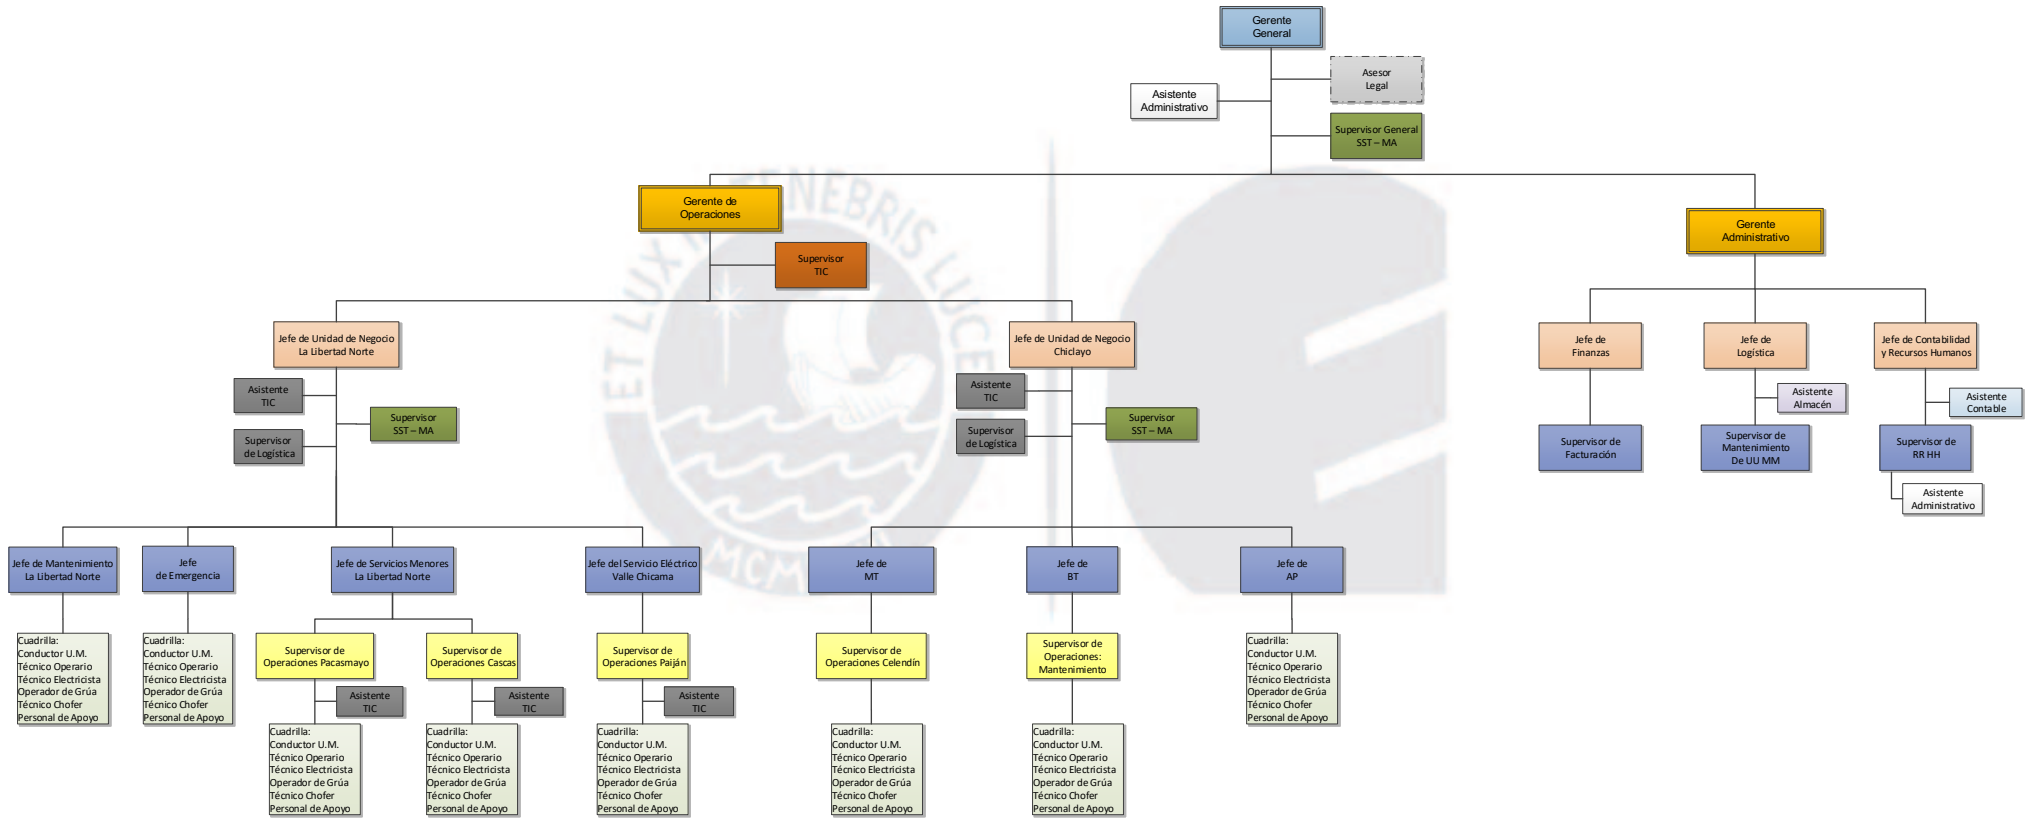 Gerente
General
Asesor
Legal
Asistente
Administrativo
Supervisor General
SST – MA
Gerente de
Operaciones
Gerente
Administrativo
Supervisor
TIC
Jefe de Unidad de Negocio
La Libertad Norte
Jefe de Unidad de Negocio
Chiclayo
Jefe de
Finanzas
Jefe de
Logística
Jefe de Contabilidad
y Recursos Humanos
Asistente
TIC
Supervisor
SST – MA
Supervisor
de Logística
Asistente
TIC
Supervisor
SST – MA
Supervisor
de Logística
Asistente
Almacén
Asistente
Contable
Supervisor de
Facturación
Supervisor de
Mantenimiento
De UU MM
Supervisor de
RR HH
Asistente
Administrativo
Jefe de Mantenimiento
La Libertad Norte
Jefe
de Emergencia
Jefe de Servicios Menores
La Libertad Norte
Jefe del Servicio Eléctrico
Valle Chicama
Jefe de
MT
Jefe de
BT
Jefe de
AP
Cuadrilla:
Conductor U.M.
Técnico Operario
Técnico Electricista
Operador de Grúa
Técnico Chofer
Personal de Apoyo
Cuadrilla:
Conductor U.M.
Técnico Operario
Técnico Electricista
Operador de Grúa
Técnico Chofer
Personal de Apoyo
Supervisor de
Operaciones Pacasmayo
Supervisor de
Operaciones Cascas
Supervisor de
Operaciones Paiján
Supervisor de
Operaciones Celendín
Supervisor de
Operaciones:
Mantenimiento
Cuadrilla:
Conductor U.M.
Técnico Operario
Técnico Electricista
Operador de Grúa
Técnico Chofer
Personal de Apoyo
Asistente
TIC
Asistente
TIC
Asistente
TIC
Cuadrilla:
Conductor U.M.
Técnico Operario
Técnico Electricista
Operador de Grúa
Técnico Chofer
Personal de Apoyo
Cuadrilla:
Conductor U.M.
Técnico Operario
Técnico Electricista
Operador de Grúa
Técnico Chofer
Personal de Apoyo
Cuadrilla:
Conductor U.M.
Técnico Operario
Técnico Electricista
Operador de Grúa
Técnico Chofer
Personal de Apoyo
Cuadrilla:
Conductor U.M.
Técnico Operario
Técnico Electricista
Operador de Grúa
Técnico Chofer
Personal de Apoyo
Cuadrilla:
Conductor U.M.
Técnico Operario
Técnico Electricista
Operador de Grúa
Técnico Chofer
Personal de Apoyo